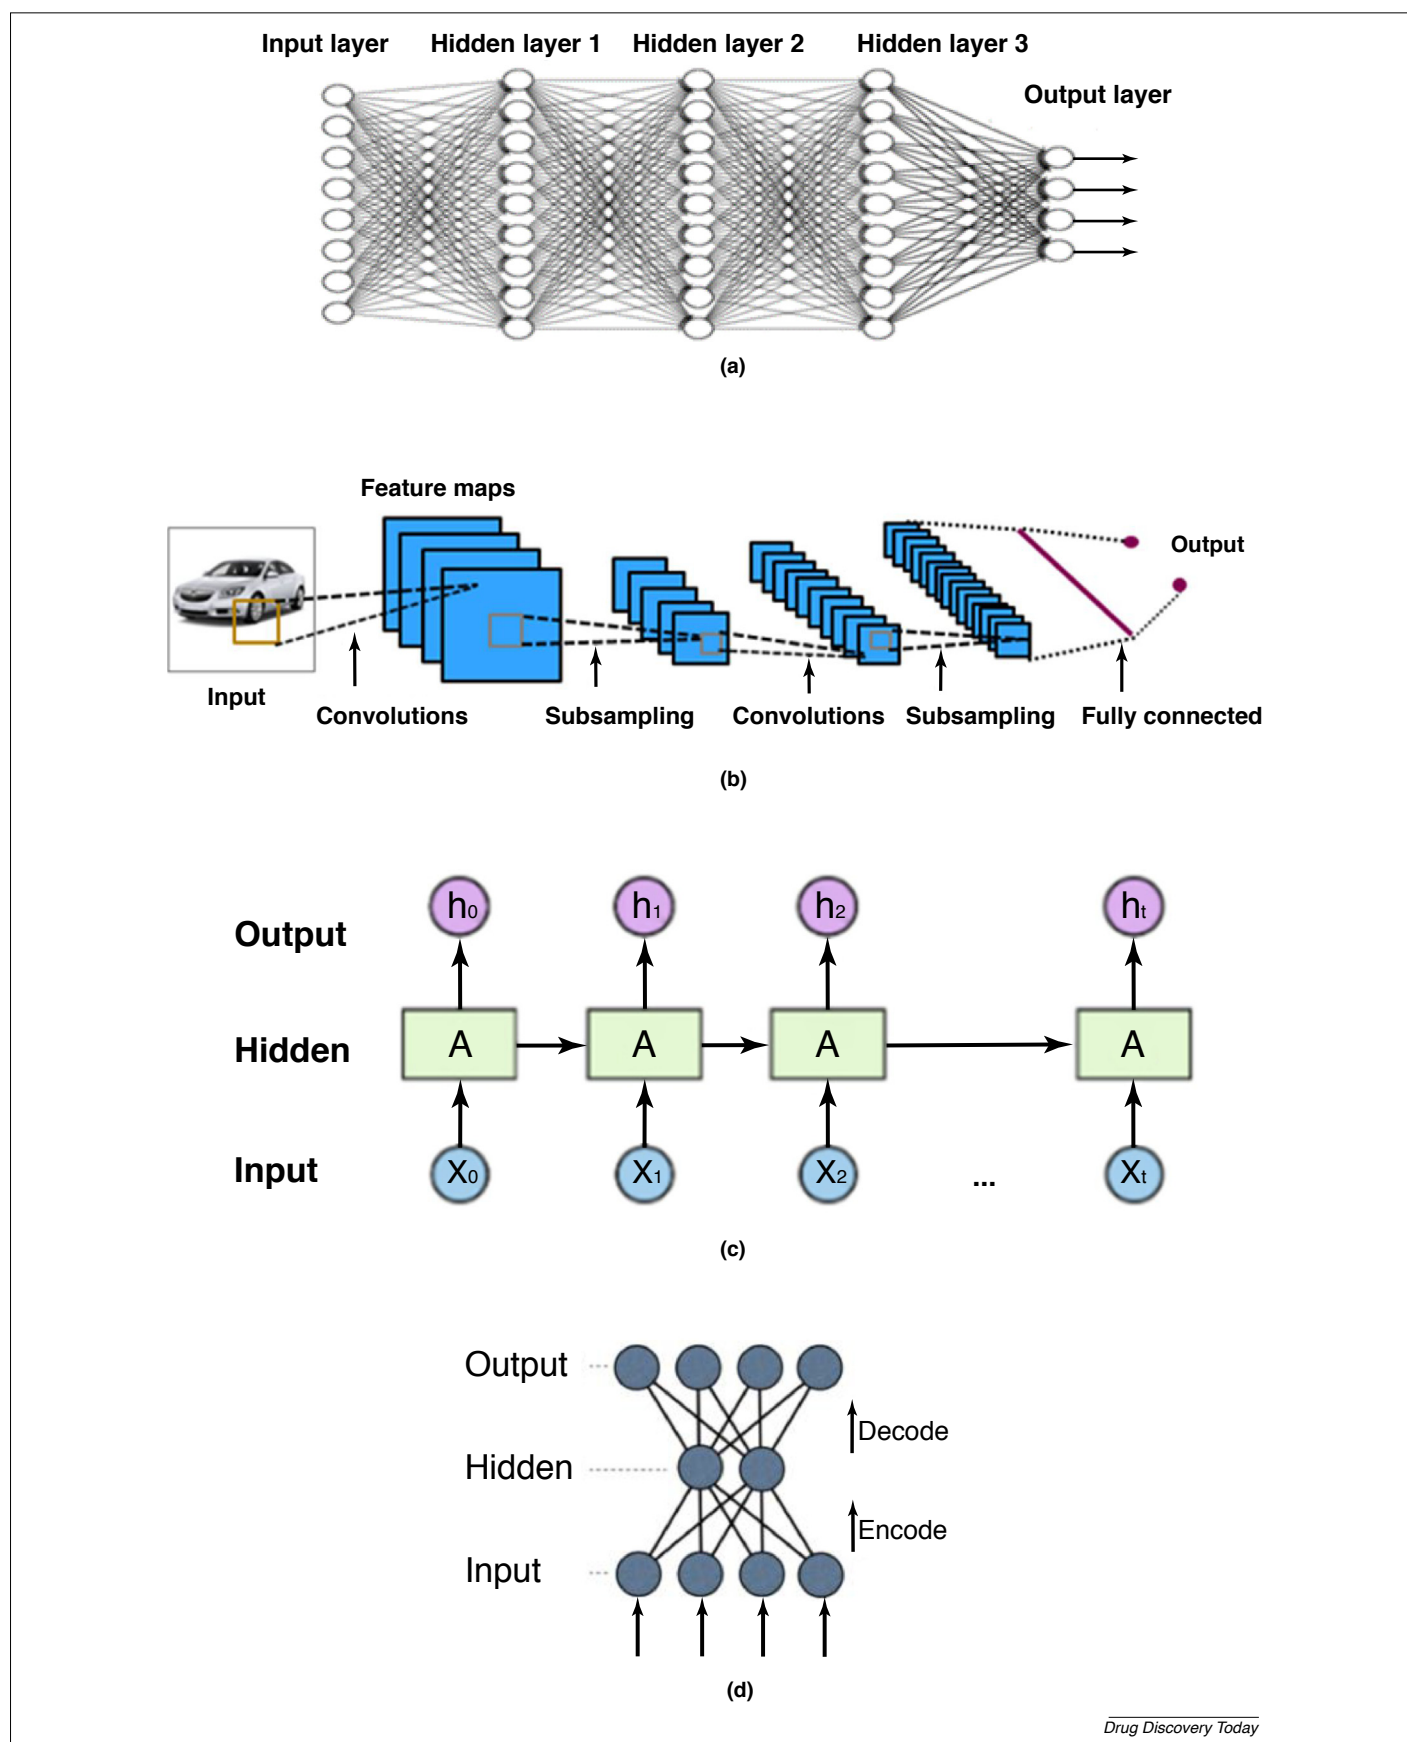 Input layer Hidden layer 1 Hidden layer 2 Hidden layer 3
Output layer
(a)
Feature maps
Output
Input
Convolutions Subsampling Convolutions Subsampling Fully connected
(b)
h0 h1 h2 ht
Output
A A A A
Hidden
X0 X1 X2 ... Xt
Input
(c)
Output
Decode
Hidden
Encode
Input
(d)
Drug Discovery Today